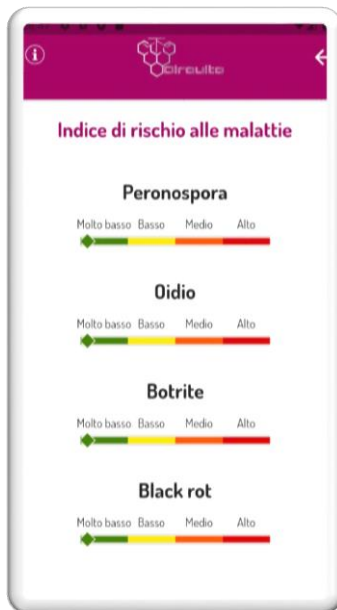 Circuito
Indice di rischio alle malattie
Peronospora
Molto basso Basso Medio Alto
Oidio
Molto basso Basso Medio Alto
Botrite
Molto basso Basso Medio Alto
Black rot
Molto basso Basso Medio Alto